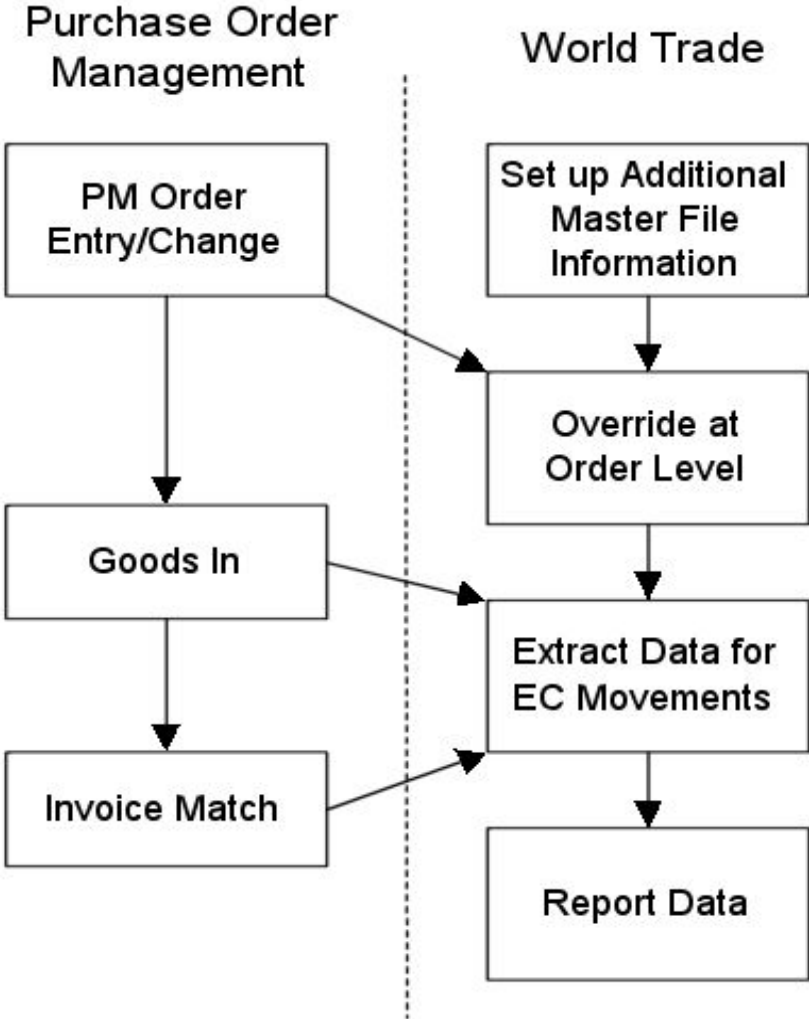 Purchase Order
Management
World Trade
PM Order
Entry/Change
Set up Additional
Master File
Information
Override at
Order Level
Goods In
Extract Data for
EC Movements
Invoice Match
Report Data